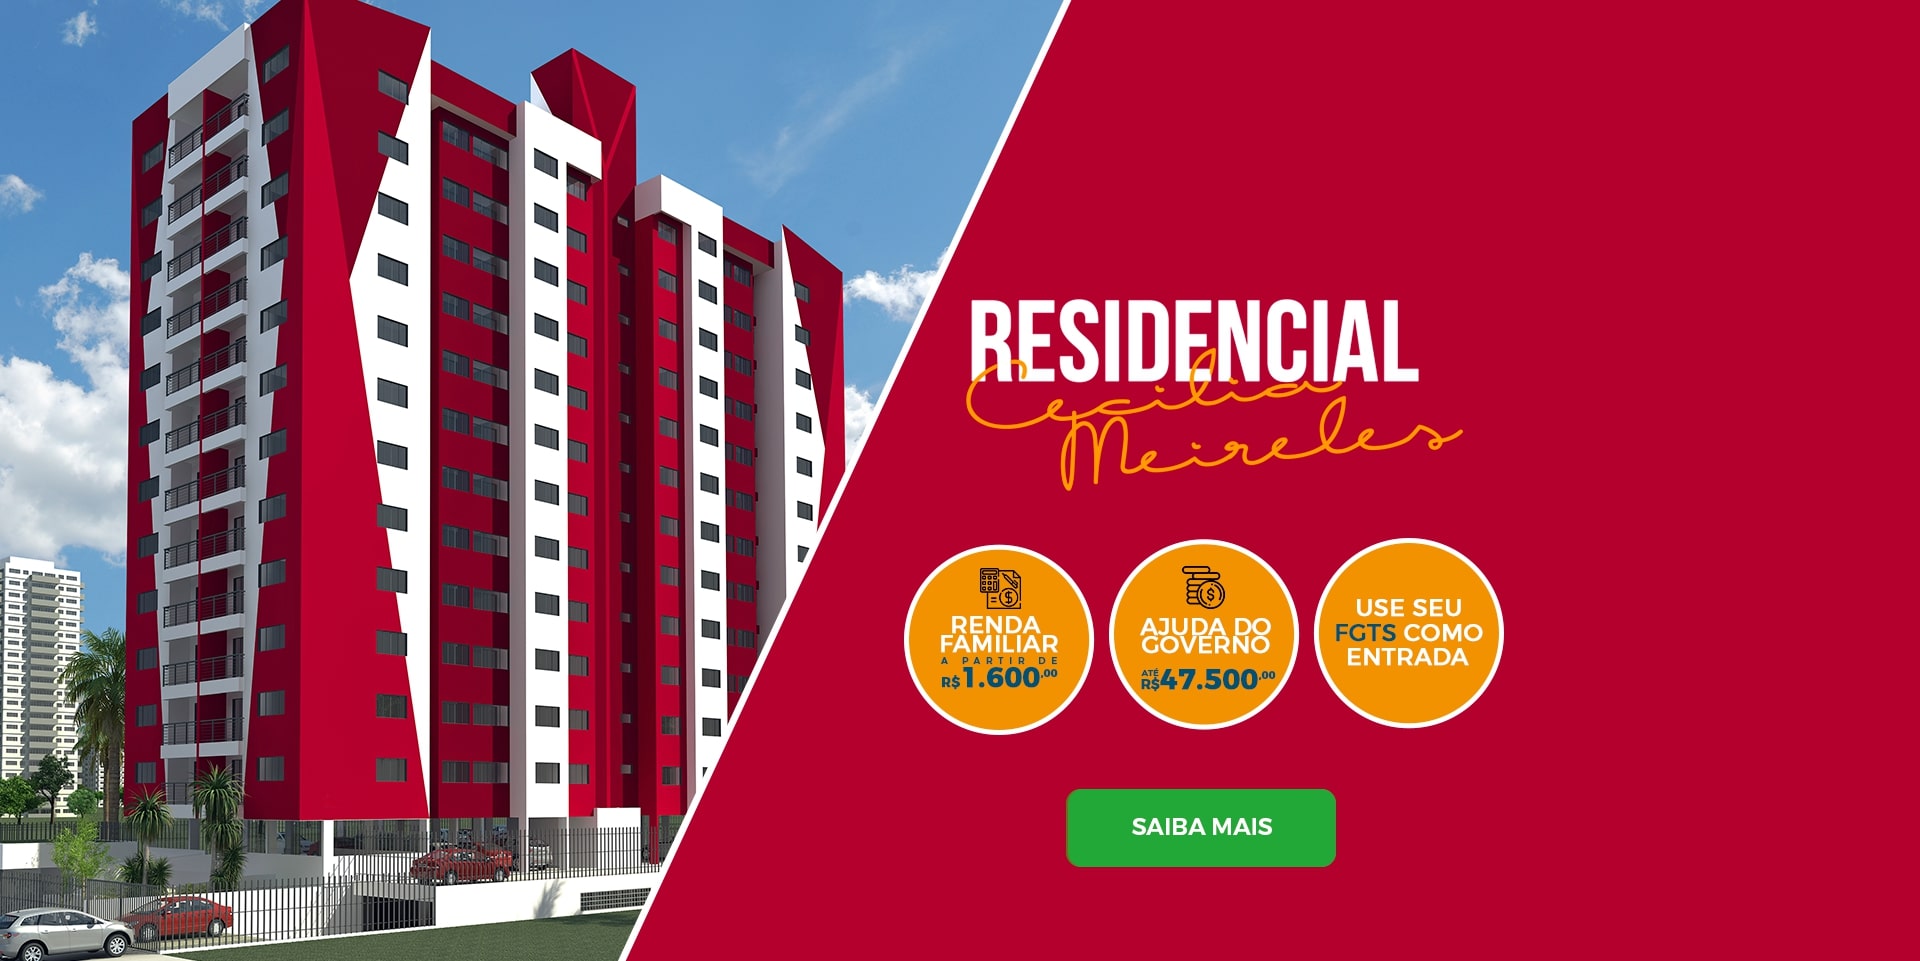 RESIDENCIAL
Cecilia
Meireles
RENDA
FAMILIAR
A PARTIR DE
R$ 1.600,00
AJUDA DO
GOVERNO
ATÉ
R$ 47.500,00
USE SEU
FGTS COMO
ENTRADA
SAIBA MAIS